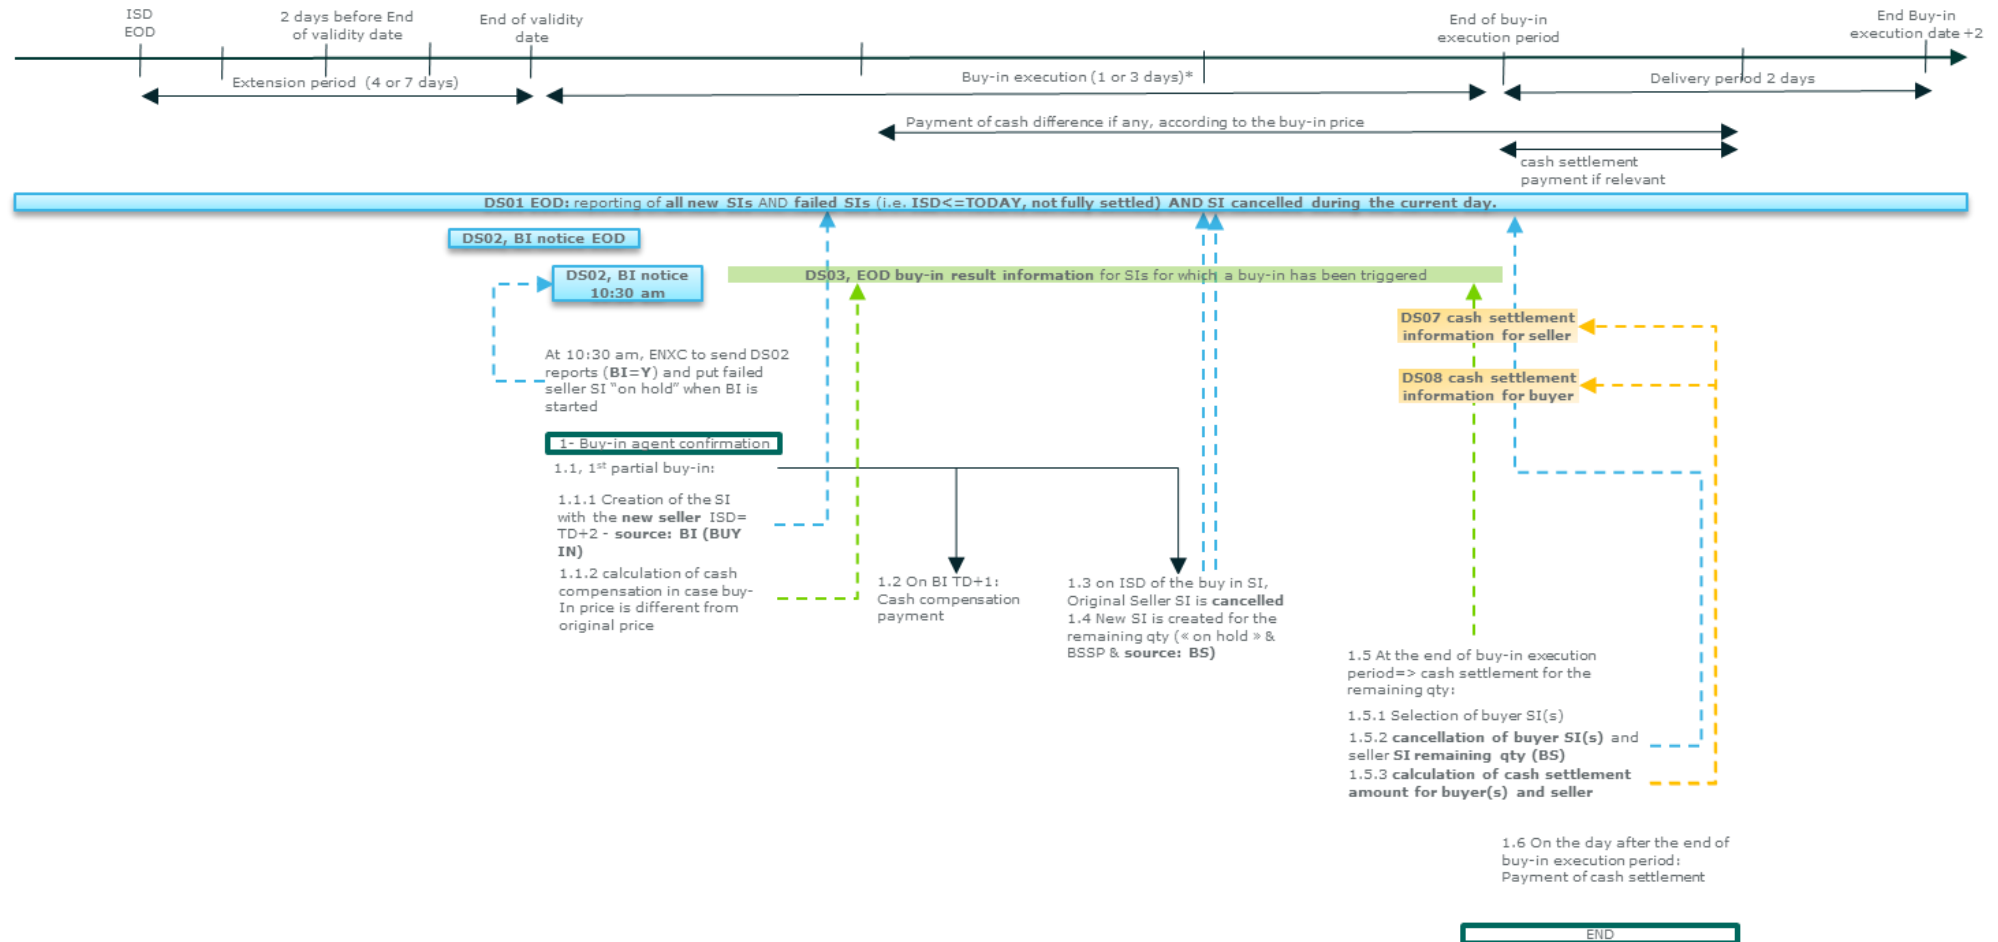 ISD
EOD
2 days before End
of validity date
End of validity
date
End of buy-in
execution period
End Buy-in
execution date +2
Extension period (4 or 7 days)
Buy-in execution (1 or 3 days)*
Delivery period 2 days
Payment of cash difference if any, according to the buy-in price
cash settlement
payment if relevant
DS01 EOD: reporting of all new SIs AND failed SIs (i.e. ISD<=TODAY, not fully settled) AND SI cancelled during the current day.
DS02, BI notice EOD
DS02, BI notice
10:30 am
DS03, EOD buy-in result information for SIs for which a buy-in has been triggered
DS07 cash settlement
information for seller
DS08 cash settlement
information for buyer
At 10:30 am, ENXC to send DS02
reports (BI=Y) and put failed
seller SI "on hold" when BI is
started
1- Buy-in agent confirmation
1.1, 1st partial buy-in:
1.1.1 Creation of the SI
with the new seller ISD=
TD+2 - source: BI (BUY
IN)
1.1.2 calculation of cash
compensation in case buy-
In price is different from
original price
1.2 On BI TD+1:
Cash compensation
payment
1.3 on ISD of the buy in SI,
Original Seller SI is cancelled
1.4 New SI is created for the
remaining qty (« on hold » &
BSSP & source: BS)
1.5 At the end of buy-in execution
period=> cash settlement for the
remaining qty:
1.5.1 Selection of buyer SI(s)
1.5.2 cancellation of buyer SI(s) and
seller SI remaining qty (BS)
1.5.3 calculation of cash settlement
amount for buyer(s) and seller
1.6 On the day after the end of
buy-in execution period:
Payment of cash settlement
END